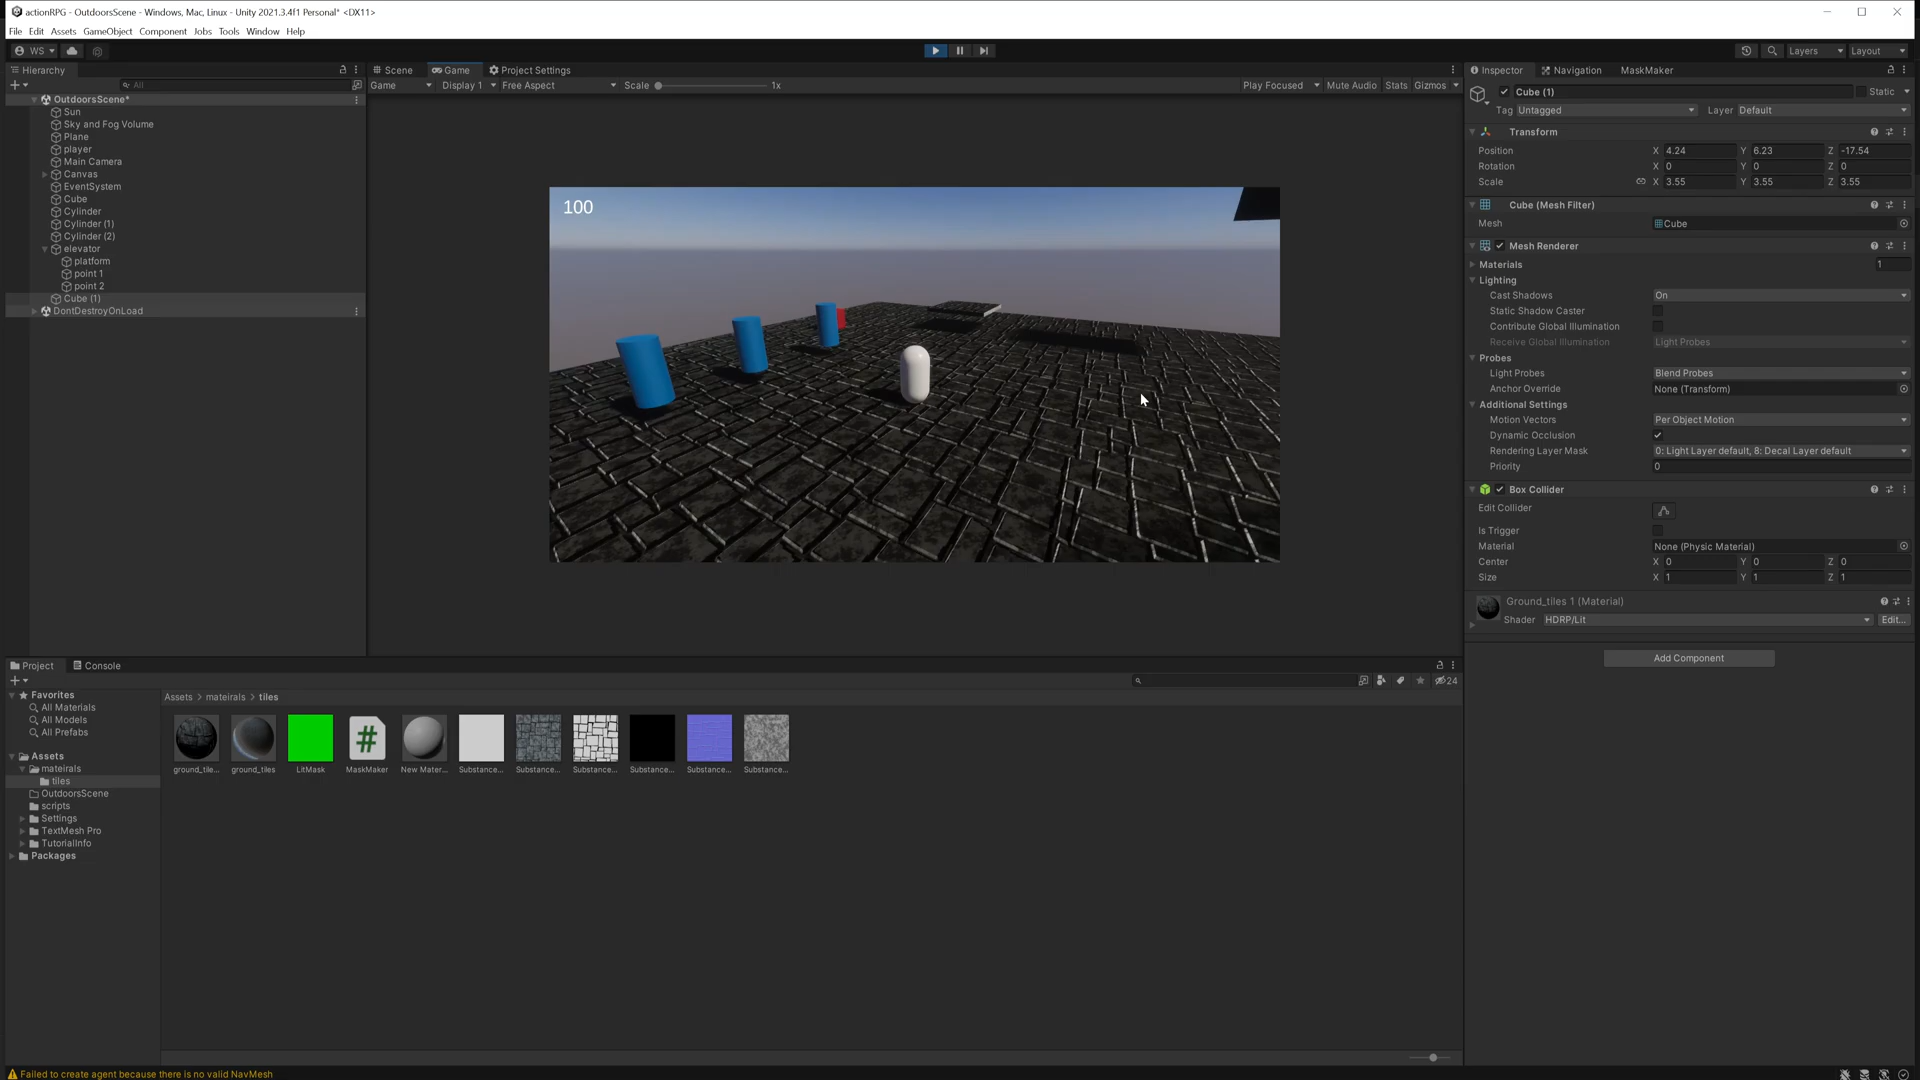 actionRPG - OutdoorsScene - Windows, Mac, Linux - Unity 2021.3.4f1 Personal* <DX11>
File Edit Assets GameObject Component Jobs Tools Window Help
WS Layers Layout
Hierarchy
All
OutdoorsScene*
Sun
Sky and Fog Volume
Plane
player
Main Camera
Canvas
EventSystem
Cube
Cylinder
Cylinder (1)
Cylinder (2)
elevator
platform
point 1
point 2
Cube (1)
DontDestroyOnLoad
Scene Game Project Settings
Game Display 1 Free Aspect Scale 1x Play Focused Mute Audio Stats Gizmos
100
Inspector Navigation MaskMaker
Cube (1) Static
Tag Untagged Layer Default
Transform
Position X 4.24 Y 6.23 Z -17.54
Rotation X 0 Y 0 Z 0
Scale X 3.55 Y 3.55 Z 3.55
Cube (Mesh Filter)
Mesh Cube
Mesh Renderer
Materials 1
Lighting
Cast Shadows On
Static Shadow Caster
Contribute Global Illumination
Receive Global Illumination Light Probes
Probes
Light Probes Blend Probes
Anchor Override None (Transform)
Additional Settings
Motion Vectors Per Object Motion
Dynamic Occlusion
Rendering Layer Mask 0: Light Layer default, 8: Decal Layer default
Priority 0
Box Collider
Edit Collider
Is Trigger
Material None (Physic Material)
Center X 0 Y 0 Z 0
Size X 1 Y 1 Z 1
Ground_tiles 1 (Material)
Shader HDRP/Lit Edit...
Add Component
Project Console
24
Favorites
All Materials
All Models
All Prefabs
Assets
mateirals
tiles
OutdoorsScene
scripts
Settings
TextMesh Pro
TutorialInfo
Packages
Assets > mateirals > tiles
ground_tile... ground_tiles LitMask MaskMaker New Mater... Substance... Substance... Substance... Substance... Substance... Substance...
Failed to create agent because there is no valid NavMesh